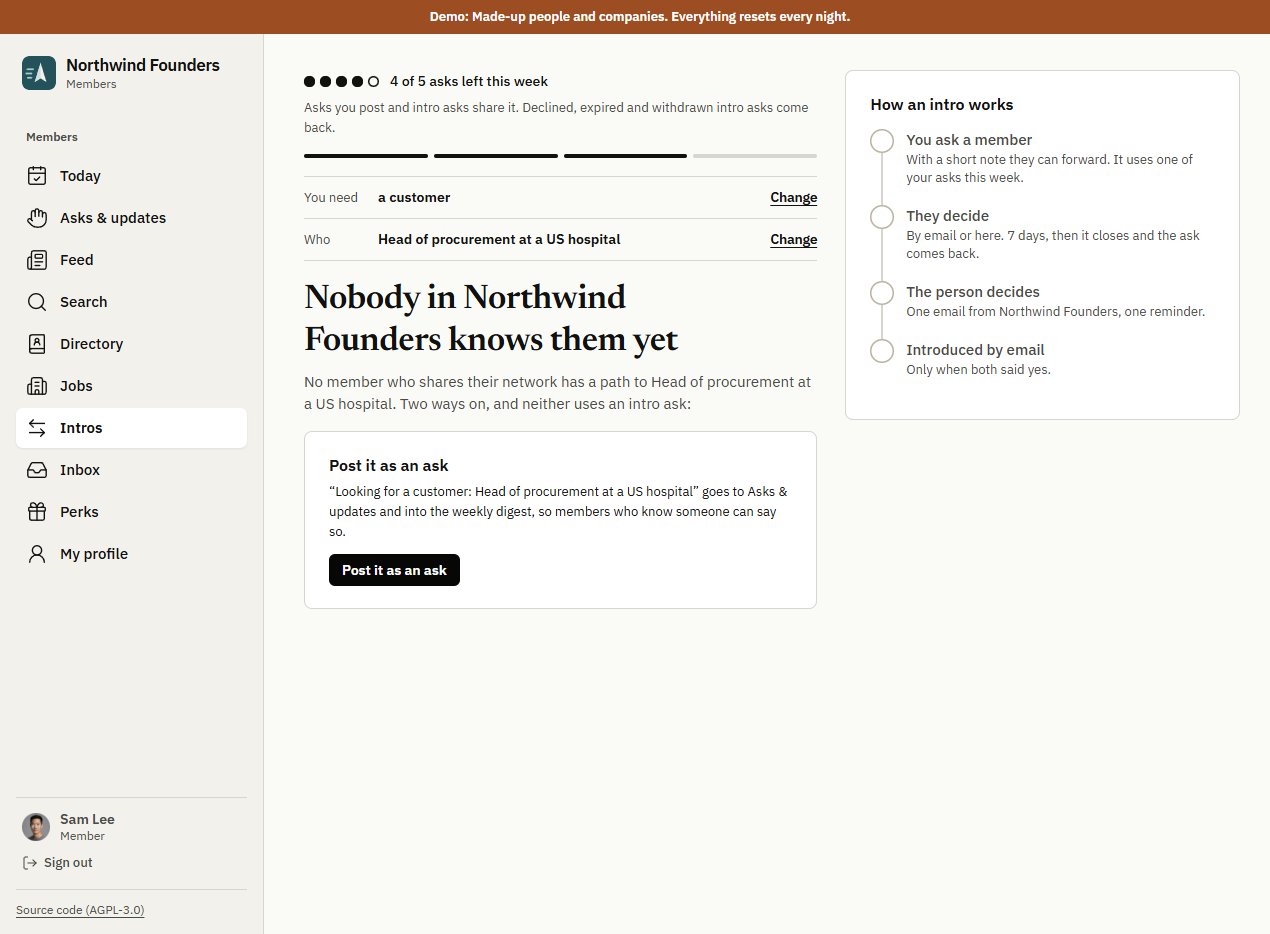 Demo: Made-up people and companies. Everything resets every night.
Northwind Founders
Members
Members
Today
Asks & updates
Feed
Search
Directory
Jobs
Intros
Inbox
Perks
My profile
Sam Lee
Member
Sign out
Source code (AGPL-3.0)
4 of 5 asks left this week
Asks you post and intro asks share it. Declined, expired and withdrawn intro asks come
back.
You need a customer Change
Who Head of procurement at a US hospital Change
Nobody in Northwind
Founders knows them yet
No member who shares their network has a path to Head of procurement at
a US hospital. Two ways on, and neither uses an intro ask:
Post it as an ask
“Looking for a customer: Head of procurement at a US hospital” goes to Asks &
updates and into the weekly digest, so members who know someone can say
so.
Post it as an ask
How an intro works
You ask a member
With a short note they can forward. It uses one of
your asks this week.
They decide
By email or here. 7 days, then it closes and the ask
comes back.
The person decides
One email from Northwind Founders, one reminder.
Introduced by email
Only when both said yes.